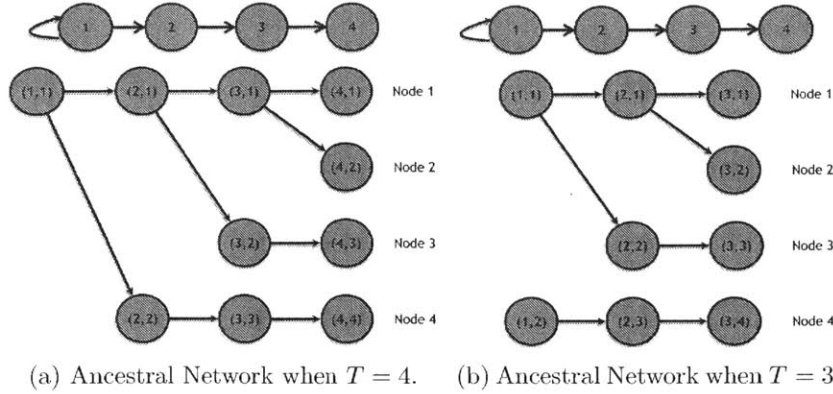 1 2 3 4
(1,1) (2,1) (3,1) (4,1) Node 1
(4,2) Node 2
(3,2) (4,3) Node 3
(2,2) (3,3) (4,4) Node 4
(a) Ancestral Network when T = 4.
1 2 3 4
(1,1) (2,1) (3,1) Node 1
(3,2) Node 2
(2,2) (3,3) Node 3
(1,2) (2,3) (3,4) Node 4
(b) Ancestral Network when T = 3